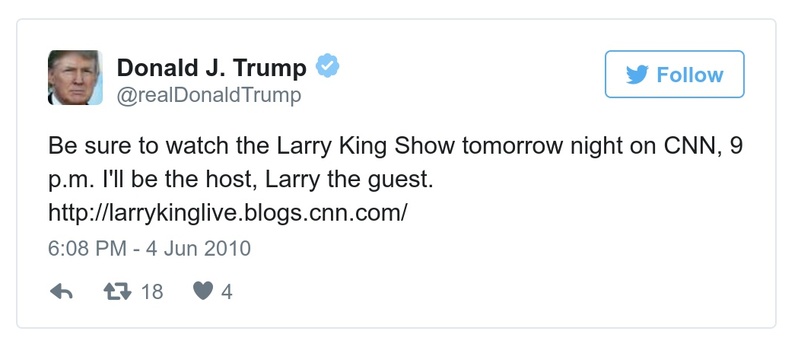 Donald J. Trump
@realDonaldTrump
Follow
Be sure to watch the Larry King Show tomorrow night on CNN, 9
p.m. I'll be the host, Larry the guest.
http://larrykinglive.blogs.cnn.com/
6:08 PM - 4 Jun 2010
18 4